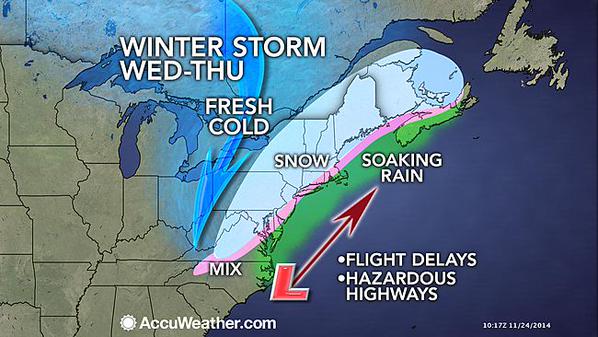 WINTER STORM
WED-THU
FRESH
COLD
SNOW
SOAKING
RAIN
MIX
L
•FLIGHT DELAYS
•HAZARDOUS
HIGHWAYS
AccuWeather.com
10:17Z 11/24/2014